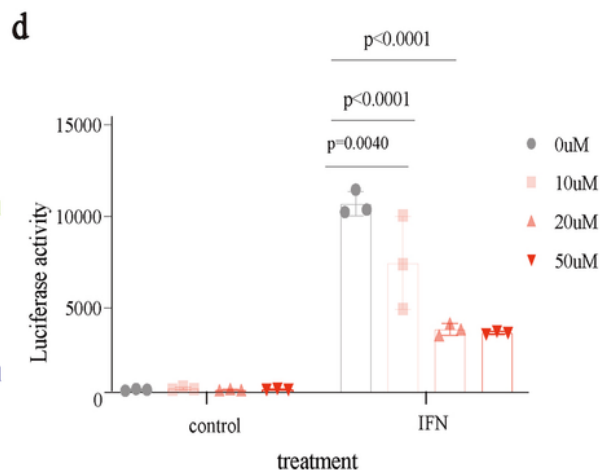 d
p<0.0001
p<0.0001
p=0.0040
15000
10000
5000
0
Luciferase activity
control
IFN
treatment
0uM
10uM
20uM
50uM